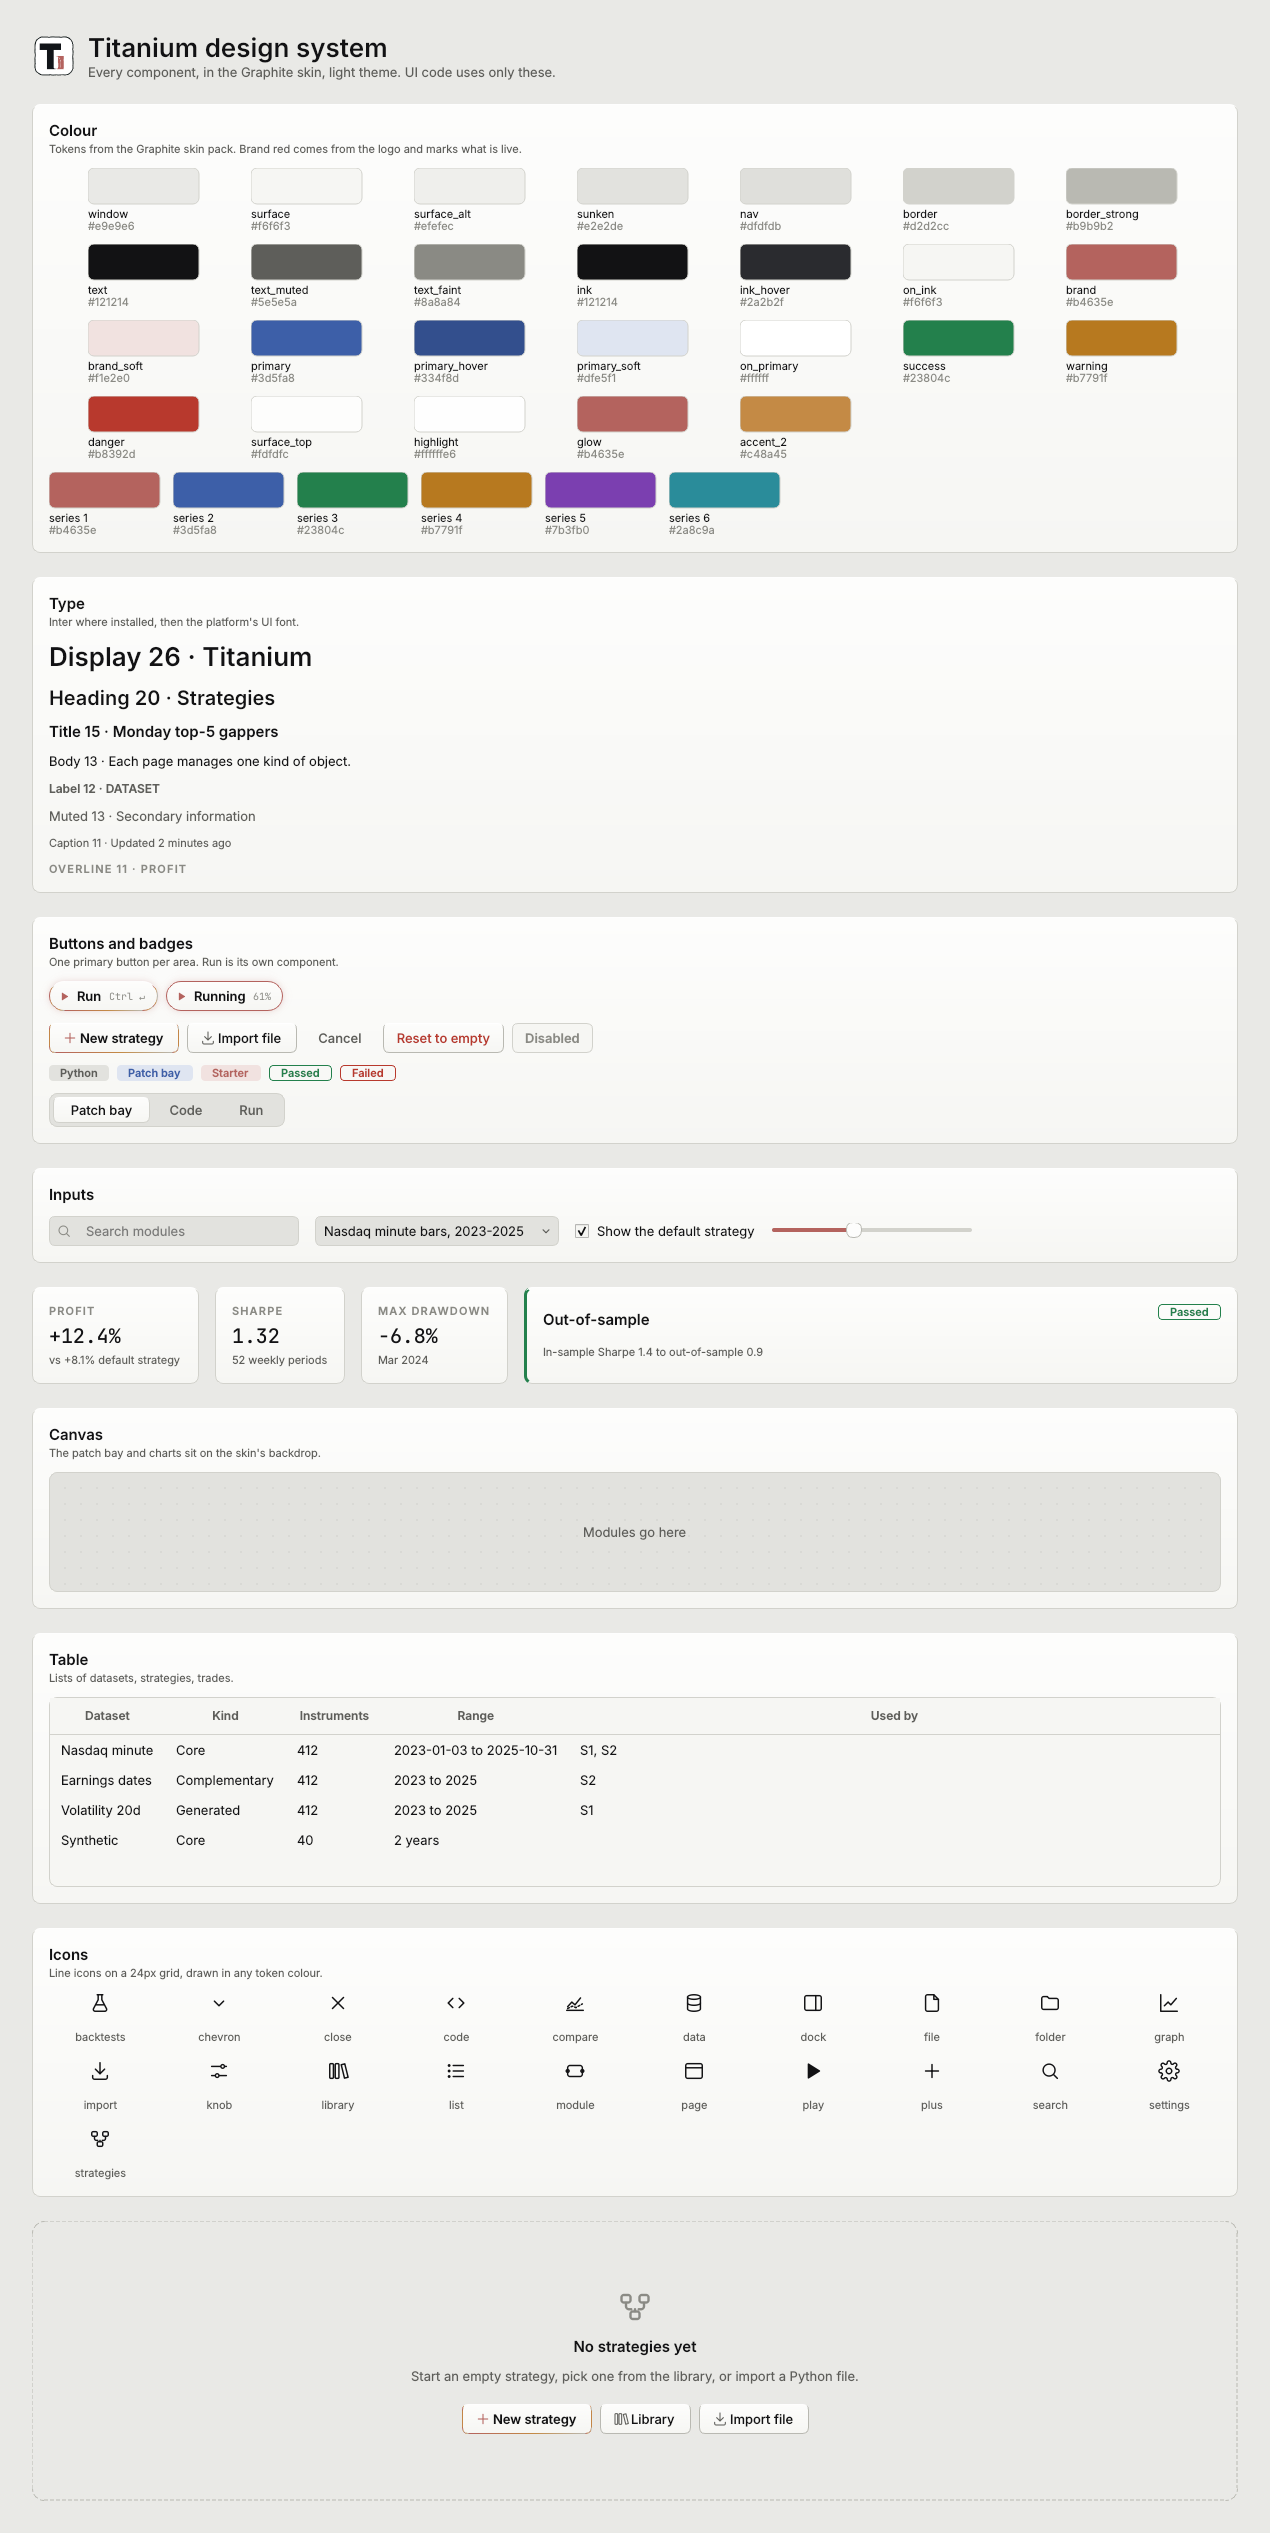 Titanium design system
Every component, in the Graphite skin, light theme. UI code uses only these.
Colour
Tokens from the Graphite skin pack. Brand red comes from the logo and marks what is live.
window surface surface_alt sunken nav border border_strong
#e9e9e6 #f6f6f3 #efefec #e2e2de #dfdfdb #d2d2cc #b9b9b2
text text_muted text_faint ink ink_hover on_ink brand
#121214 #5e5e5a #8a8a84 #121214 #2a2b2f #f6f6f3 #b4635e
brand_soft primary primary_hover primary_soft on_primary success warning
#f1e2e0 #3d5fa8 #334f8d #dfe5f1 #ffffff #23804c #b7791f
danger surface_top highlight glow accent_2
#b8392d #fdfdfc #ffffffe6 #b4635e #c48a45
series 1 series 2 series 3 series 4 series 5 series 6
#b4635e #3d5fa8 #23804c #b7791f #7b3fb0 #2a8c9a
Type
Inter where installed, then the platform's UI font.
Display 26 · Titanium
Heading 20 · Strategies
Title 15 · Monday top-5 gappers
Body 13 · Each page manages one kind of object.
Label 12 · DATASET
Muted 13 · Secondary information
Caption 11 · Updated 2 minutes ago
OVERLINE 11 · PROFIT
Buttons and badges
One primary button per area. Run is its own component.
Run Ctrl ↵ Running 61%
New strategy Import file Cancel Reset to empty Disabled
Python Patch bay Starter Passed Failed
Patch bay Code Run
Inputs
Search modules Nasdaq minute bars, 2023-2025 Show the default strategy
PROFIT SHARPE MAX DRAWDOWN Passed
+12.4% 1.32 -6.8% Out-of-sample
vs +8.1% default strategy 52 weekly periods Mar 2024 In-sample Sharpe 1.4 to out-of-sample 0.9
Canvas
The patch bay and charts sit on the skin's backdrop.
Modules go here
Table
Lists of datasets, strategies, trades.
Dataset Kind Instruments Range Used by
Nasdaq minute Core 412 2023-01-03 to 2025-10-31 S1, S2
Earnings dates Complementary 412 2023 to 2025 S2
Volatility 20d Generated 412 2023 to 2025 S1
Synthetic Core 40 2 years
Icons
Line icons on a 24px grid, drawn in any token colour.
backtests chevron close code compare data dock file folder graph
import knob library list module page play plus search settings
strategies
No strategies yet
Start an empty strategy, pick one from the library, or import a Python file.
New strategy Library Import file